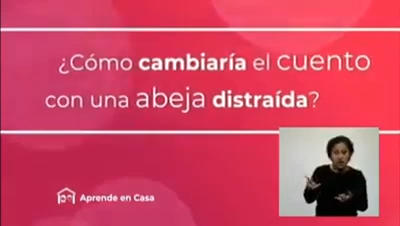 ¿Cómo cambiaría el cuento
con una abeja distraída?
Aprende en Casa